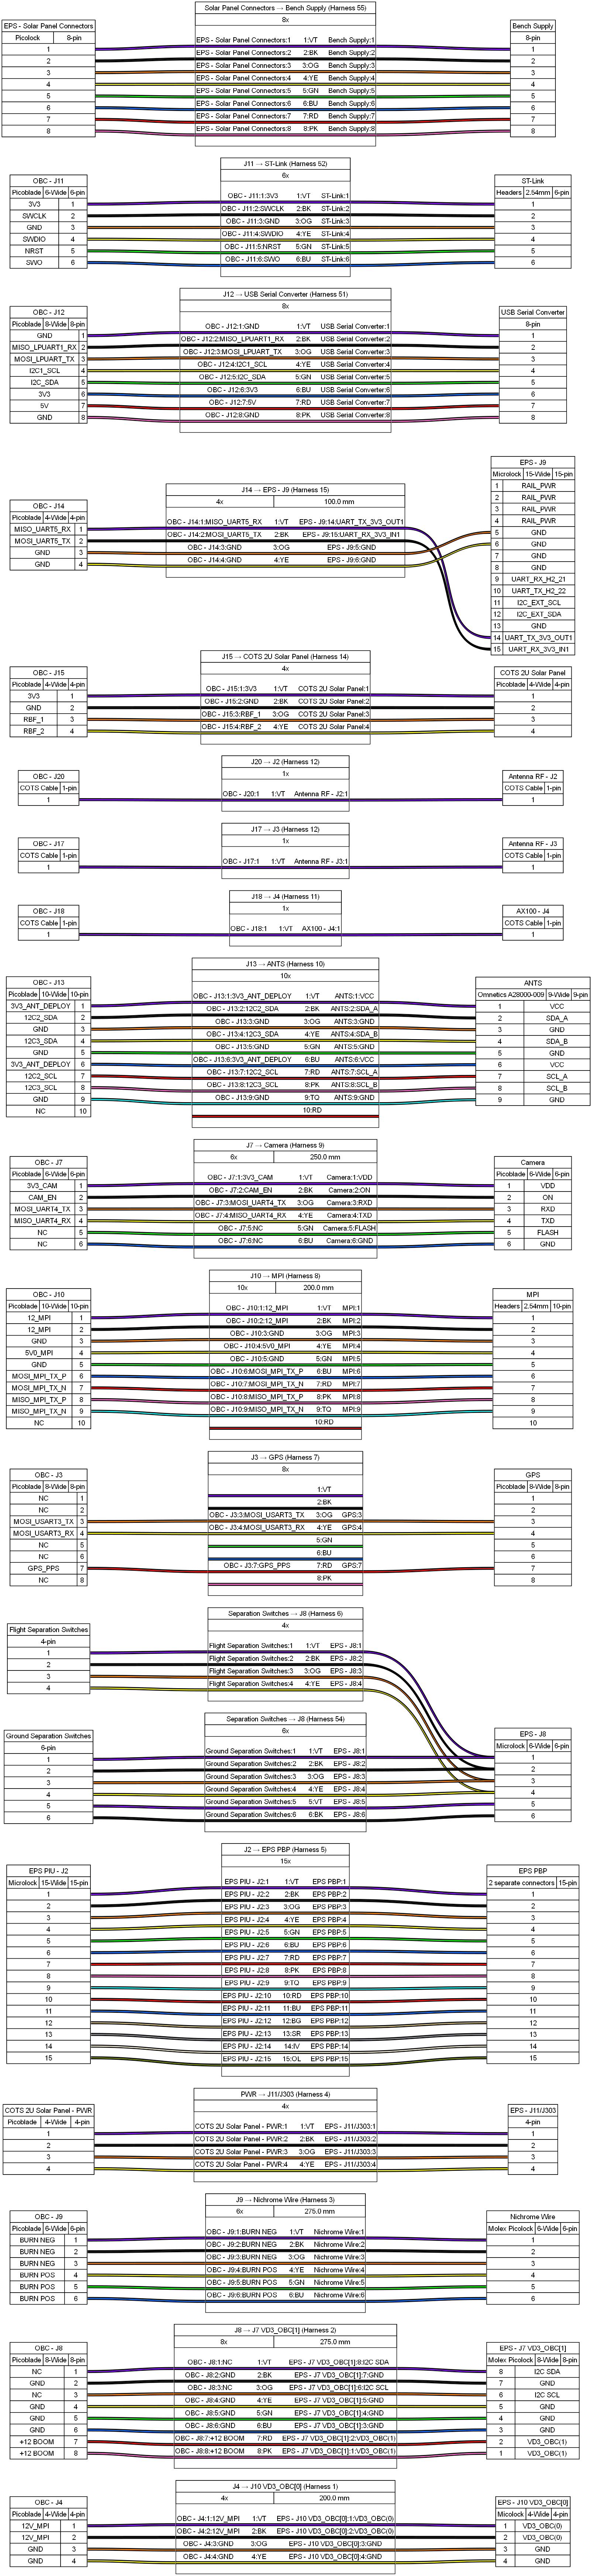 EPS - Solar Panel Connectors
Picolock 8-pin
1
2
3
4
5
6
7
8
Solar Panel Connectors → Bench Supply (Harness 55)
8x
EPS - Solar Panel Connectors:1 1:VT Bench Supply:1
EPS - Solar Panel Connectors:2 2:BK Bench Supply:2
EPS - Solar Panel Connectors:3 3:OG Bench Supply:3
EPS - Solar Panel Connectors:4 4:YE Bench Supply:4
EPS - Solar Panel Connectors:5 5:GN Bench Supply:5
EPS - Solar Panel Connectors:6 6:BU Bench Supply:6
EPS - Solar Panel Connectors:7 7:RD Bench Supply:7
EPS - Solar Panel Connectors:8 8:PK Bench Supply:8
Bench Supply
8-pin
1
2
3
4
5
6
7
8
OBC - J11
Picoblade 6-Wide 6-pin
3V3 1
SWCLK 2
GND 3
SWDIO 4
NRST 5
SWO 6
J11 → ST-Link (Harness 52)
6x
OBC - J11:1:3V3 1:VT ST-Link:1
OBC - J11:2:SWCLK 2:BK ST-Link:2
OBC - J11:3:GND 3:OG ST-Link:3
OBC - J11:4:SWDIO 4:YE ST-Link:4
OBC - J11:5:NRST 5:GN ST-Link:5
OBC - J11:6:SWO 6:BU ST-Link:6
ST-Link
Headers 2.54mm 6-pin
1
2
3
4
5
6
OBC - J12
Picoblade 8-Wide 8-pin
GND 1
MISO_LPUART1_RX 2
MOSI_LPUART_TX 3
I2C1_SCL 4
I2C_SDA 5
3V3 6
5V 7
GND 8
J12 → USB Serial Converter (Harness 51)
8x
OBC - J12:1:GND 1:VT USB Serial Converter:1
OBC - J12:2:MISO_LPUART1_RX 2:BK USB Serial Converter:2
OBC - J12:3:MOSI_LPUART_TX 3:OG USB Serial Converter:3
OBC - J12:4:I2C1_SCL 4:YE USB Serial Converter:4
OBC - J12:5:I2C_SDA 5:GN USB Serial Converter:5
OBC - J12:6:3V3 6:BU USB Serial Converter:6
OBC - J12:7:5V 7:RD USB Serial Converter:7
OBC - J12:8:GND 8:PK USB Serial Converter:8
USB Serial Converter
8-pin
1
2
3
4
5
6
7
8
OBC - J14
Picoblade 4-Wide 4-pin
MISO_UART5_RX 1
MOSI_UART5_TX 2
GND 3
GND 4
J14 → EPS - J9 (Harness 15)
4x 100.0 mm
OBC - J14:1:MISO_UART5_RX 1:VT EPS - J9:14:UART_TX_3V3_OUT1
OBC - J14:2:MOSI_UART5_TX 2:BK EPS - J9:15:UART_RX_3V3_IN1
OBC - J14:3:GND 3:OG EPS - J9:5:GND
OBC - J14:4:GND 4:YE EPS - J9:6:GND
EPS - J9
Microlock 15-Wide 15-pin
1 RAIL_PWR
2 RAIL_PWR
3 RAIL_PWR
4 RAIL_PWR
5 GND
6 GND
7 GND
8 GND
9 UART_RX_H2_21
10 UART_TX_H2_22
11 I2C_EXT_SCL
12 I2C_EXT_SDA
13 GND
14 UART_TX_3V3_OUT1
15 UART_RX_3V3_IN1
OBC - J15
Picoblade 4-Wide 4-pin
3V3 1
GND 2
RBF_1 3
RBF_2 4
J15 → COTS 2U Solar Panel (Harness 14)
4x
OBC - J15:1:3V3 1:VT COTS 2U Solar Panel:1
OBC - J15:2:GND 2:BK COTS 2U Solar Panel:2
OBC - J15:3:RBF_1 3:OG COTS 2U Solar Panel:3
OBC - J15:4:RBF_2 4:YE COTS 2U Solar Panel:4
COTS 2U Solar Panel
Picoblade 4-Wide 4-pin
1
2
3
4
OBC - J20
COTS Cable 1-pin
1
J20 → J2 (Harness 12)
1x
OBC - J20:1 1:VT Antenna RF - J2:1
Antenna RF - J2
COTS Cable 1-pin
1
OBC - J17
COTS Cable 1-pin
1
J17 → J3 (Harness 12)
1x
OBC - J17:1 1:VT Antenna RF - J3:1
Antenna RF - J3
COTS Cable 1-pin
1
OBC - J18
COTS Cable 1-pin
1
J18 → J4 (Harness 11)
1x
OBC - J18:1 1:VT AX100 - J4:1
AX100 - J4
COTS Cable 1-pin
1
OBC - J13
Picoblade 10-Wide 10-pin
3V3_ANT_DEPLOY 1
12C2_SDA 2
GND 3
12C3_SDA 4
GND 5
3V3_ANT_DEPLOY 6
12C2_SCL 7
12C3_SCL 8
GND 9
NC 10
J13 → ANTS (Harness 10)
10x
OBC - J13:1:3V3_ANT_DEPLOY 1:VT ANTS:1:VCC
OBC - J13:2:12C2_SDA 2:BK ANTS:2:SDA_A
OBC - J13:3:GND 3:OG ANTS:3:GND
OBC - J13:4:12C3_SDA 4:YE ANTS:4:SDA_B
OBC - J13:5:GND 5:GN ANTS:5:GND
OBC - J13:6:3V3_ANT_DEPLOY 6:BU ANTS:6:VCC
OBC - J13:7:12C2_SCL 7:RD ANTS:7:SCL_A
OBC - J13:8:12C3_SCL 8:PK ANTS:8:SCL_B
OBC - J13:9:GND 9:TQ ANTS:9:GND
10:RD
ANTS
Omnetics A28000-009 9-Wide 9-pin
1 VCC
2 SDA_A
3 GND
4 SDA_B
5 GND
6 VCC
7 SCL_A
8 SCL_B
9 GND
OBC - J7
Picoblade 6-Wide 6-pin
3V3_CAM 1
CAM_EN 2
MOSI_UART4_TX 3
MISO_UART4_RX 4
NC 5
NC 6
J7 → Camera (Harness 9)
6x 250.0 mm
OBC - J7:1:3V3_CAM 1:VT Camera:1:VDD
OBC - J7:2:CAM_EN 2:BK Camera:2:ON
OBC - J7:3:MOSI_UART4_TX 3:OG Camera:3:RXD
OBC - J7:4:MISO_UART4_RX 4:YE Camera:4:TXD
OBC - J7:5:NC 5:GN Camera:5:FLASH
OBC - J7:6:NC 6:BU Camera:6:GND
Camera
Picoblade 6-Wide 6-pin
1 VDD
2 ON
3 RXD
4 TXD
5 FLASH
6 GND
OBC - J10
Picoblade 10-Wide 10-pin
12_MPI 1
12_MPI 2
GND 3
5V0_MPI 4
GND 5
MOSI_MPI_TX_P 6
MOSI_MPI_TX_N 7
MISO_MPI_TX_P 8
MISO_MPI_TX_N 9
NC 10
J10 → MPI (Harness 8)
10x 200.0 mm
OBC - J10:1:12_MPI 1:VT MPI:1
OBC - J10:2:12_MPI 2:BK MPI:2
OBC - J10:3:GND 3:OG MPI:3
OBC - J10:4:5V0_MPI 4:YE MPI:4
OBC - J10:5:GND 5:GN MPI:5
OBC - J10:6:MOSI_MPI_TX_P 6:BU MPI:6
OBC - J10:7:MOSI_MPI_TX_N 7:RD MPI:7
OBC - J10:8:MISO_MPI_TX_P 8:PK MPI:8
OBC - J10:9:MISO_MPI_TX_N 9:TQ MPI:9
10:RD
MPI
Headers 2.54mm 10-pin
1
2
3
4
5
6
7
8
9
10
OBC - J3
Picoblade 8-Wide 8-pin
NC 1
NC 2
MOSI_USART3_TX 3
MOSI_USART3_RX 4
NC 5
NC 6
GPS_PPS 7
NC 8
J3 → GPS (Harness 7)
8x
1:VT
2:BK
OBC - J3:3:MOSI_USART3_TX 3:OG GPS:3
OBC - J3:4:MOSI_USART3_RX 4:YE GPS:4
5:GN
6:BU
OBC - J3:7:GPS_PPS 7:RD GPS:7
8:PK
GPS
Picoblade 8-Wide 8-pin
1
2
3
4
5
6
7
8
Flight Separation Switches
4-pin
1
2
3
4
Separation Switches → J8 (Harness 6)
4x
Flight Separation Switches:1 1:VT EPS - J8:1
Flight Separation Switches:2 2:BK EPS - J8:2
Flight Separation Switches:3 3:OG EPS - J8:3
Flight Separation Switches:4 4:YE EPS - J8:4
Ground Separation Switches
6-pin
1
2
3
4
5
6
Separation Switches → J8 (Harness 54)
6x
Ground Separation Switches:1 1:VT EPS - J8:1
Ground Separation Switches:2 2:BK EPS - J8:2
Ground Separation Switches:3 3:OG EPS - J8:3
Ground Separation Switches:4 4:YE EPS - J8:4
Ground Separation Switches:5 5:VT EPS - J8:5
Ground Separation Switches:6 6:BK EPS - J8:6
EPS - J8
Microlock 6-Wide 6-pin
1
2
3
4
5
6
EPS PIU - J2
Microlock 15-Wide 15-pin
1
2
3
4
5
6
7
8
9
10
11
12
13
14
15
J2 → EPS PBP (Harness 5)
15x
EPS PIU - J2:1 1:VT EPS PBP:1
EPS PIU - J2:2 2:BK EPS PBP:2
EPS PIU - J2:3 3:OG EPS PBP:3
EPS PIU - J2:4 4:YE EPS PBP:4
EPS PIU - J2:5 5:GN EPS PBP:5
EPS PIU - J2:6 6:BU EPS PBP:6
EPS PIU - J2:7 7:RD EPS PBP:7
EPS PIU - J2:8 8:PK EPS PBP:8
EPS PIU - J2:9 9:TQ EPS PBP:9
EPS PIU - J2:10 10:RD EPS PBP:10
EPS PIU - J2:11 11:BU EPS PBP:11
EPS PIU - J2:12 12:BG EPS PBP:12
EPS PIU - J2:13 13:SR EPS PBP:13
EPS PIU - J2:14 14:IV EPS PBP:14
EPS PIU - J2:15 15:OL EPS PBP:15
EPS PBP
2 separate connectors 15-pin
1
2
3
4
5
6
7
8
9
10
11
12
13
14
15
COTS 2U Solar Panel - PWR
Picoblade 4-Wide 4-pin
1
2
3
4
PWR → J11/J303 (Harness 4)
4x
COTS 2U Solar Panel - PWR:1 1:VT EPS - J11/J303:1
COTS 2U Solar Panel - PWR:2 2:BK EPS - J11/J303:2
COTS 2U Solar Panel - PWR:3 3:OG EPS - J11/J303:3
COTS 2U Solar Panel - PWR:4 4:YE EPS - J11/J303:4
EPS - J11/J303
4-pin
1
2
3
4
OBC - J9
Picoblade 6-Wide 6-pin
BURN NEG 1
BURN NEG 2
BURN NEG 3
BURN POS 4
BURN POS 5
BURN POS 6
J9 → Nichrome Wire (Harness 3)
6x 275.0 mm
OBC - J9:1:BURN NEG 1:VT Nichrome Wire:1
OBC - J9:2:BURN NEG 2:BK Nichrome Wire:2
OBC - J9:3:BURN NEG 3:OG Nichrome Wire:3
OBC - J9:4:BURN POS 4:YE Nichrome Wire:4
OBC - J9:5:BURN POS 5:GN Nichrome Wire:5
OBC - J9:6:BURN POS 6:BU Nichrome Wire:6
Nichrome Wire
Molex Picolock 6-Wide 6-pin
1
2
3
4
5
6
OBC - J8
Picoblade 8-Wide 8-pin
NC 1
GND 2
NC 3
GND 4
GND 5
GND 6
+12 BOOM 7
+12 BOOM 8
J8 → J7 VD3_OBC[1] (Harness 2)
8x 275.0 mm
OBC - J8:1:NC 1:VT EPS - J7 VD3_OBC[1]:8:I2C SDA
OBC - J8:2:GND 2:BK EPS - J7 VD3_OBC[1]:7:GND
OBC - J8:3:NC 3:OG EPS - J7 VD3_OBC[1]:6:I2C SCL
OBC - J8:4:GND 4:YE EPS - J7 VD3_OBC[1]:5:GND
OBC - J8:5:GND 5:GN EPS - J7 VD3_OBC[1]:4:GND
OBC - J8:6:GND 6:BU EPS - J7 VD3_OBC[1]:3:GND
OBC - J8:7:+12 BOOM 7:RD EPS - J7 VD3_OBC[1]:2:VD3_OBC(1)
OBC - J8:8:+12 BOOM 8:PK EPS - J7 VD3_OBC[1]:1:VD3_OBC(1)
EPS - J7 VD3_OBC[1]
Molex Picolock 8-Wide 8-pin
8 I2C SDA
7 GND
6 I2C SCL
5 GND
4 GND
3 GND
2 VD3_OBC(1)
1 VD3_OBC(1)
OBC - J4
Picoblade 4-Wide 4-pin
12V_MPI 1
12V_MPI 2
GND 3
GND 4
J4 → J10 VD3_OBC[0] (Harness 1)
4x 200.0 mm
OBC - J4:1:12V_MPI 1:VT EPS - J10 VD3_OBC[0]:1:VD3_OBC(0)
OBC - J4:2:12V_MPI 2:BK EPS - J10 VD3_OBC[0]:2:VD3_OBC(0)
OBC - J4:3:GND 3:OG EPS - J10 VD3_OBC[0]:3:GND
OBC - J4:4:GND 4:YE EPS - J10 VD3_OBC[0]:4:GND
EPS - J10 VD3_OBC[0]
Micolock 4-Wide 4-pin
1 VD3_OBC(0)
2 VD3_OBC(0)
3 GND
4 GND